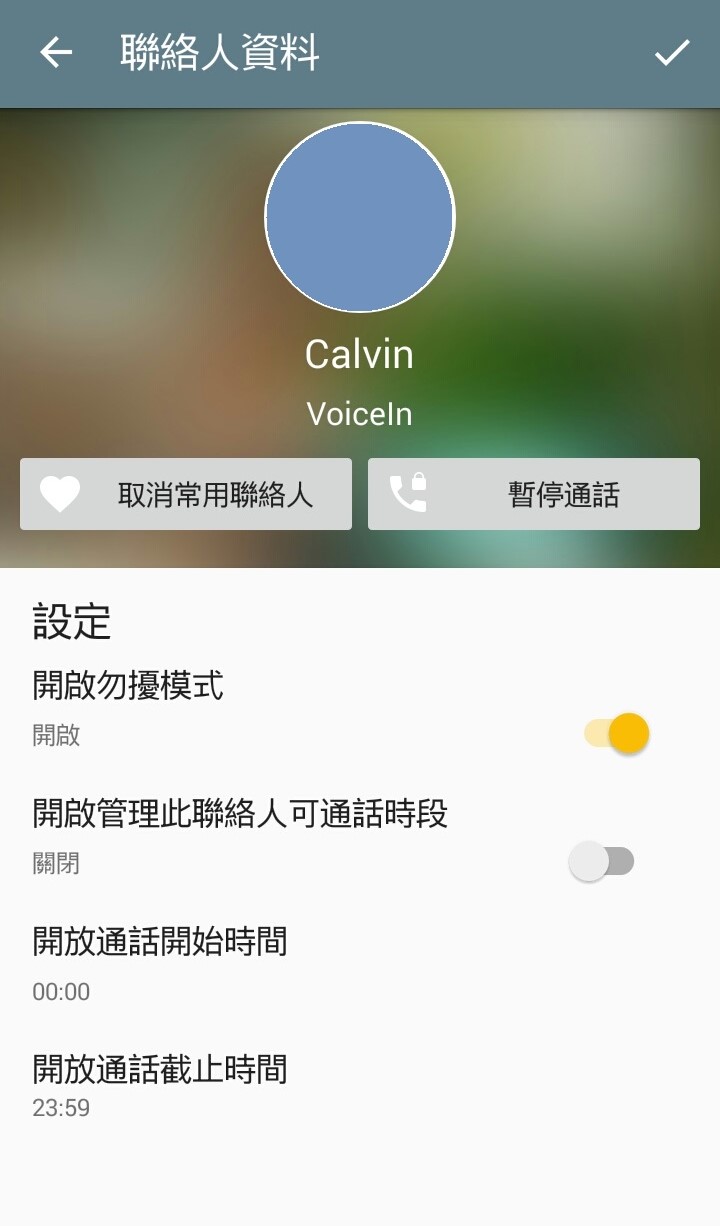 聯絡人資料
Calvin
VoiceIn
取消常用聯絡人
暫停通話
設定
開啟勿擾模式
開啟
開啟管理此聯絡人可通話時段
關閉
開放通話開始時間
00:00
開放通話截止時間
23:59